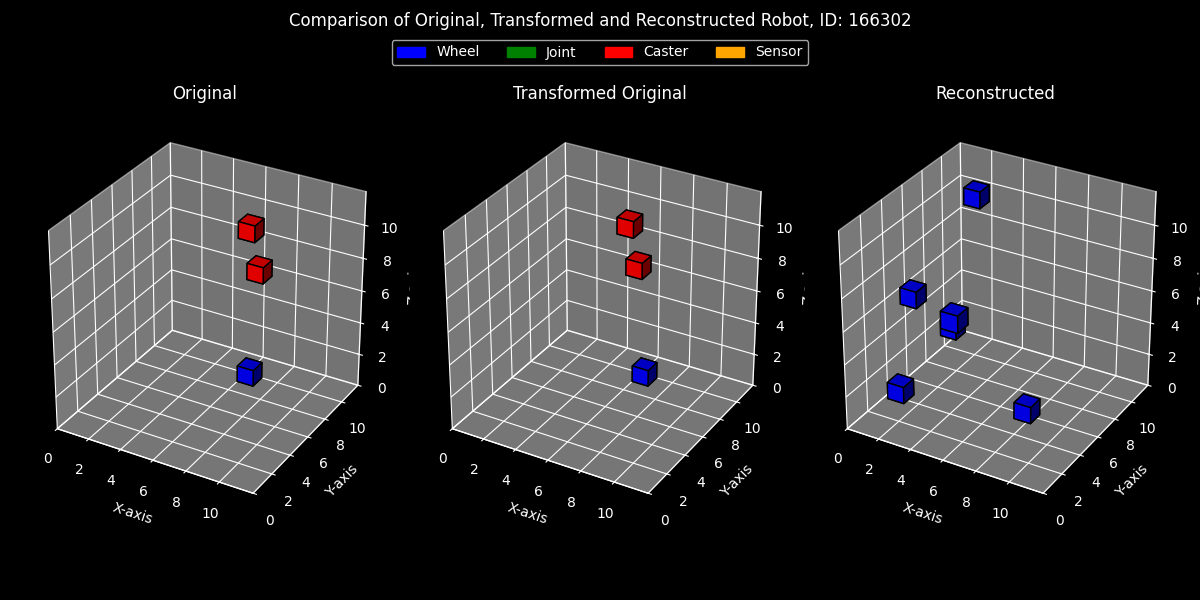 Comparison of Original, Transformed and Reconstructed Robot, ID: 166302
Wheel Joint Caster Sensor
Original Transformed Original Reconstructed
10 10 10
8 8 8
6 6 6
4 4 4
2 2 2
0 0 0
10 10 10
8 8 8
0 6 0 6 0 6
2 4 2 4 2 4
4 2 4 2 4 2
6 0 6 0 6 0
8 8 8
10 10 10
X-axis Y-axis X-axis Y-axis X-axis Y-axis